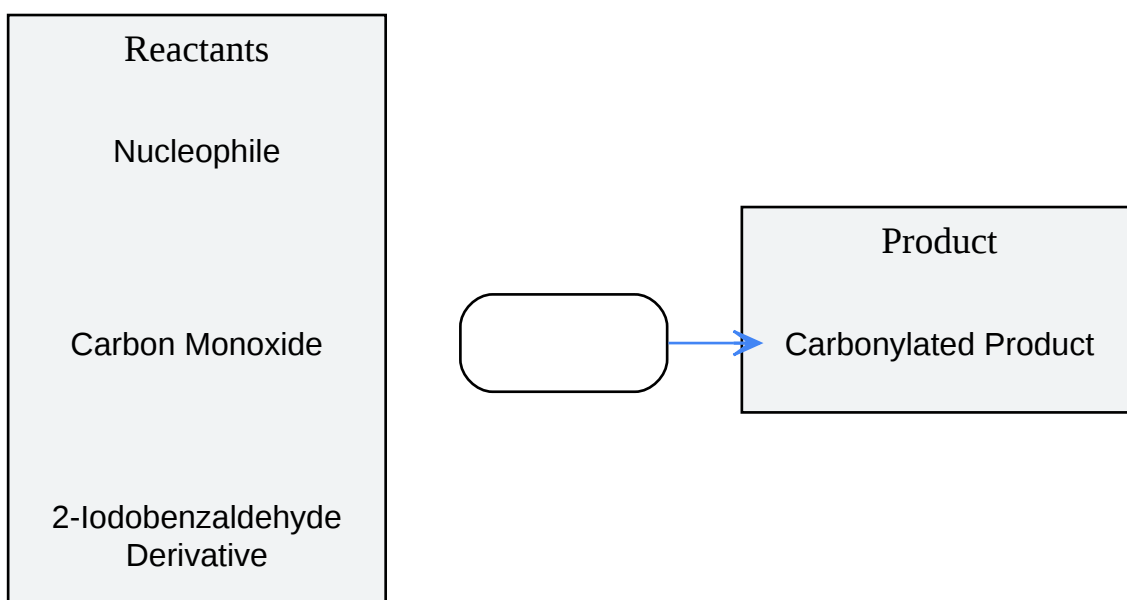 Reactants
Nucleophile
Carbon Monoxide
2-Iodobenzaldehyde
Derivative
Product
Carbonylated Product